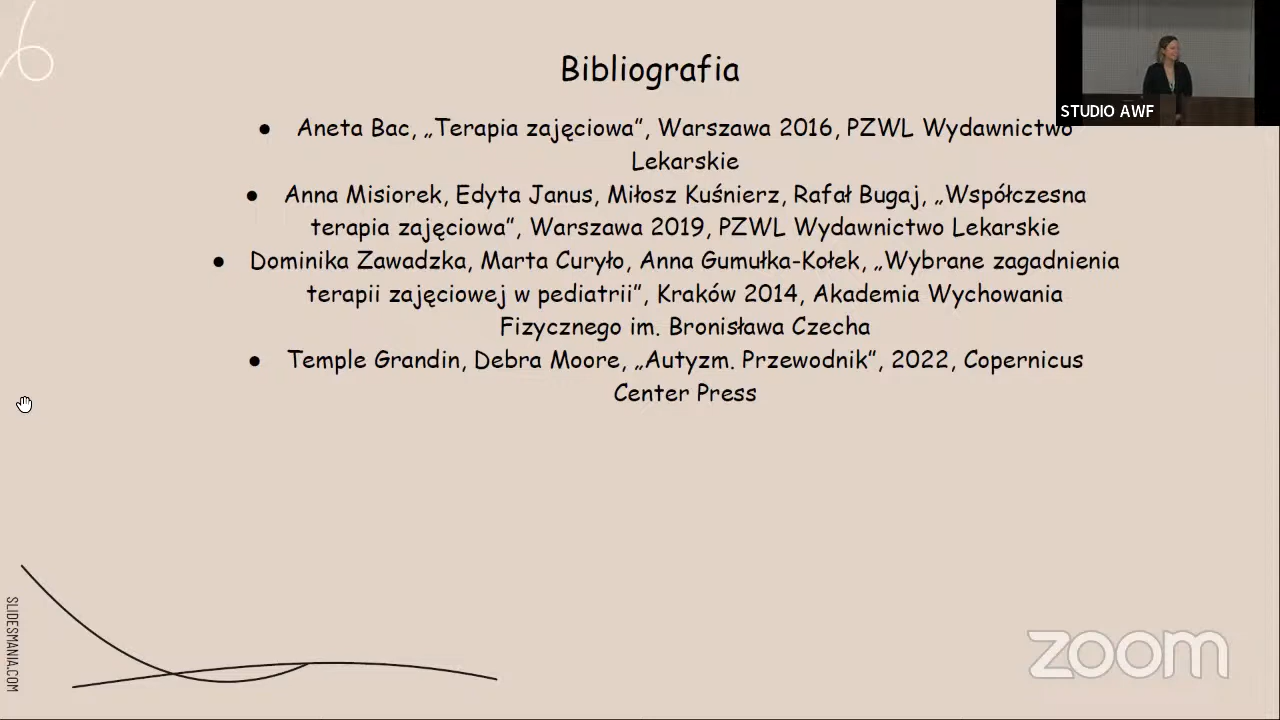 Bibliografia
● Aneta Bac, „Terapia zajęciowa”, Warszawa 2016, PZWL Wydawnictwo
Lekarskie
● Anna Misiorek, Edyta Janus, Miłosz Kuśnierz, Rafał Bugaj, „Współczesna
terapia zajęciowa”, Warszawa 2019, PZWL Wydawnictwo Lekarskie
● Dominika Zawadzka, Marta Curyło, Anna Gumułka-Kołek, „Wybrane zagadnienia
terapii zajęciowej w pediatrii”, Kraków 2014, Akademia Wychowania
Fizycznego im. Bronisława Czecha
● Temple Grandin, Debra Moore, „Autyzm. Przewodnik”, 2022, Copernicus
Center Press
STUDIO AWF
SLIDESMANIA.COM
zoom